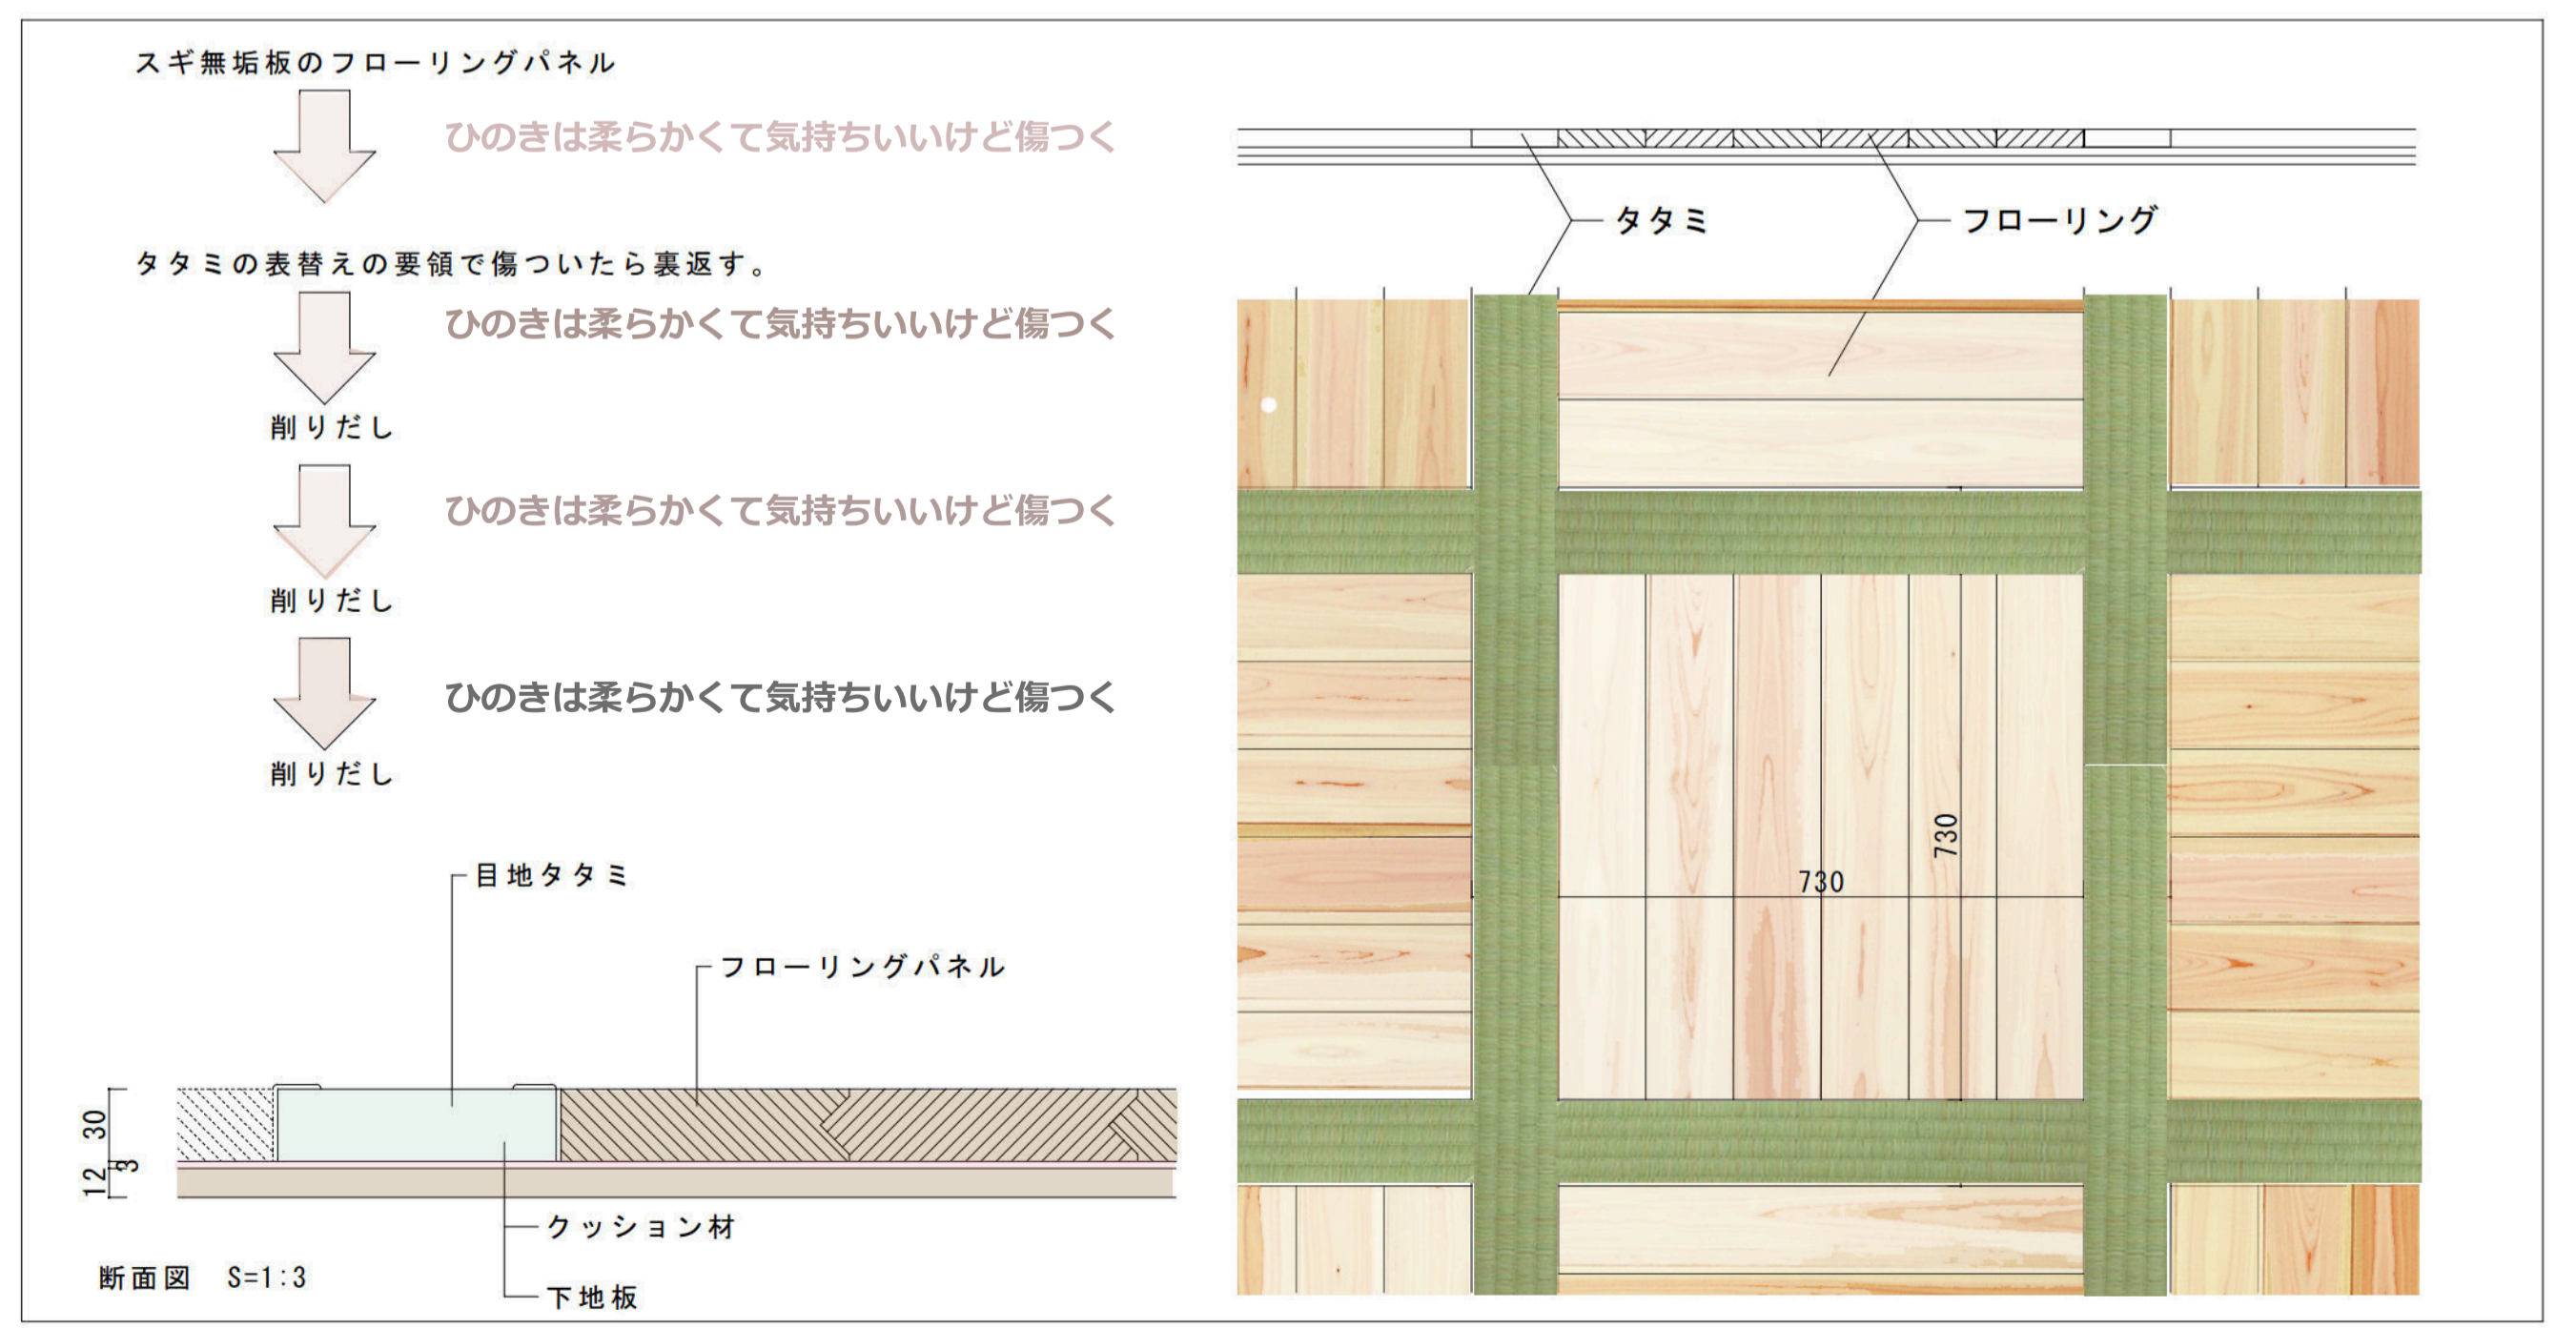 スギ無垢板のフローリングパネル
ひのきは柔らかくて気持ちいいけど傷つく
タタミの表替えの要領で傷ついたら裏返す。
ひのきは柔らかくて気持ちいいけど傷つく
削りだし
ひのきは柔らかくて気持ちいいけど傷つく
削りだし
ひのきは柔らかくて気持ちいいけど傷つく
削りだし
目地タタミ
フローリングパネル
30
3
12
クッション材
下地板
断面図 S=1:3
タタミ
フローリング
730
730